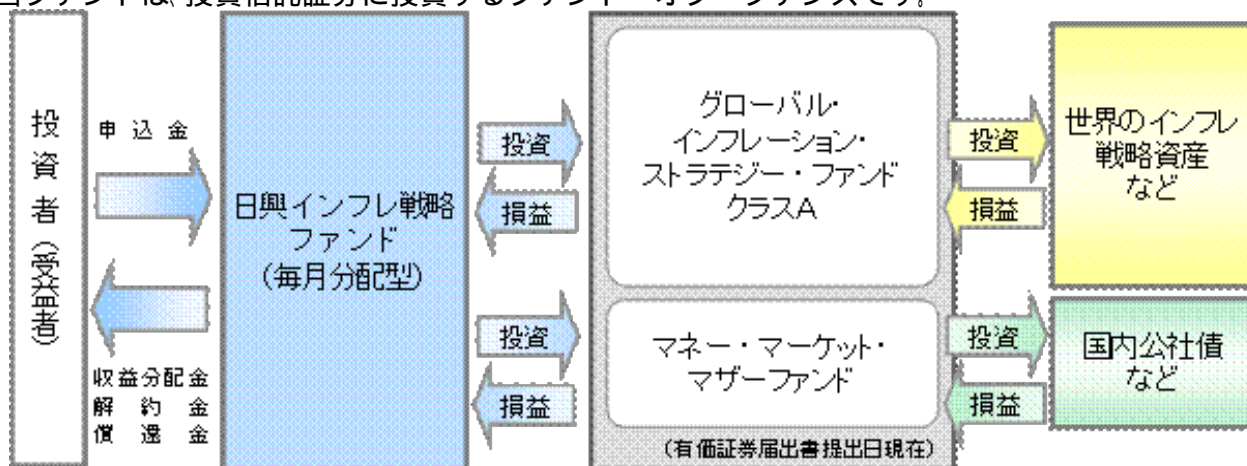 当ファンドは、投資信託証券に投資するファンド・オブ・ファンズです。
投資者(受益者)
申込金
収益分配金
解約金
償還金
日興インフレ戦略
ファンド
(毎月分配型)
投資
損益
投資
損益
グローバル・
インフレーション・
ストラテジー・ファンド
クラスA
マネー・マーケット・
マザーファンド
(有価証券届出書提出日現在)
投資
損益
投資
損益
世界のインフレ
戦略資産
など
国内公社債
など